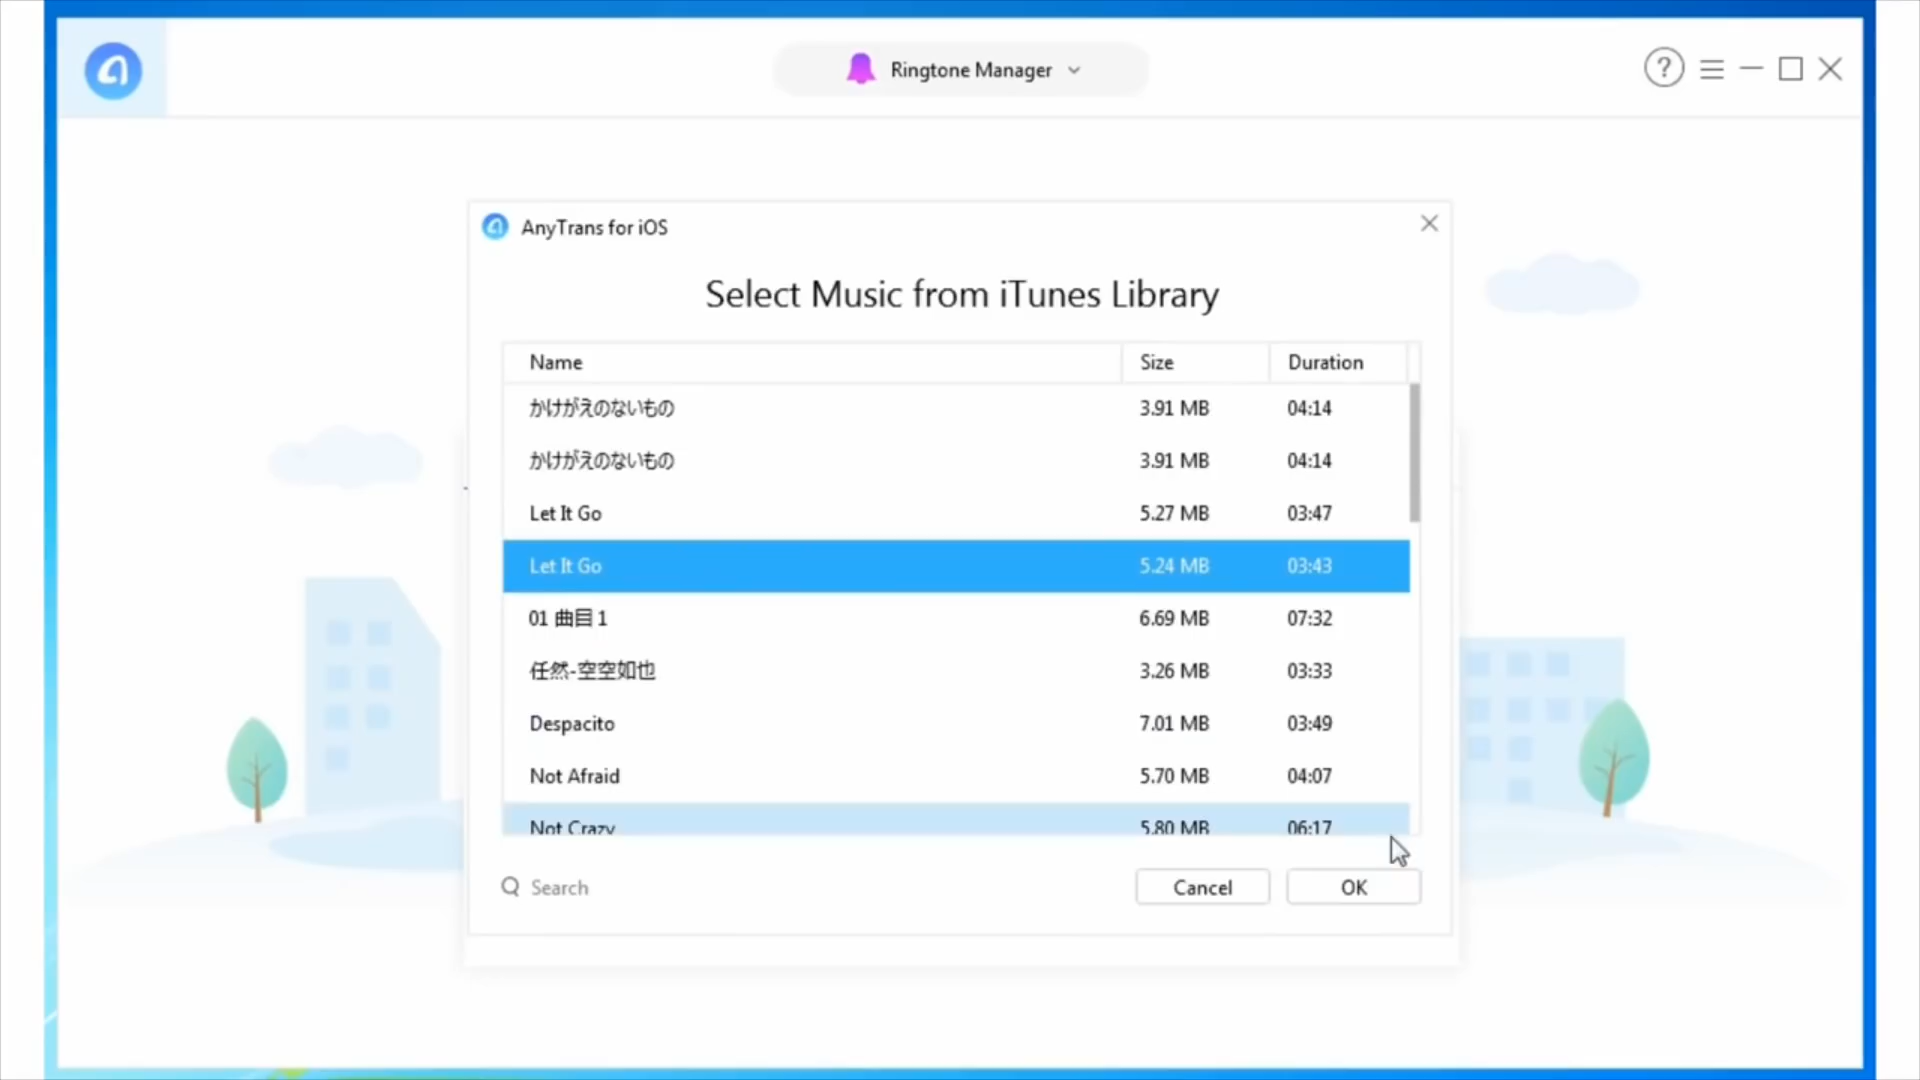 Ringtone Manager
?
AnyTrans for iOS
Select Music from iTunes Library
Name Size Duration
かけがえのないもの 3.91 MB 04:14
かけがえのないもの 3.91 MB 04:14
Let It Go 5.27 MB 03:47
Let It Go 5.24 MB 03:43
01 曲目 1 6.69 MB 07:32
任然-空空如也 3.26 MB 03:33
Despacito 7.01 MB 03:49
Not Afraid 5.70 MB 04:07
Not Crazy 5.80 MB 06:17
Search Cancel OK